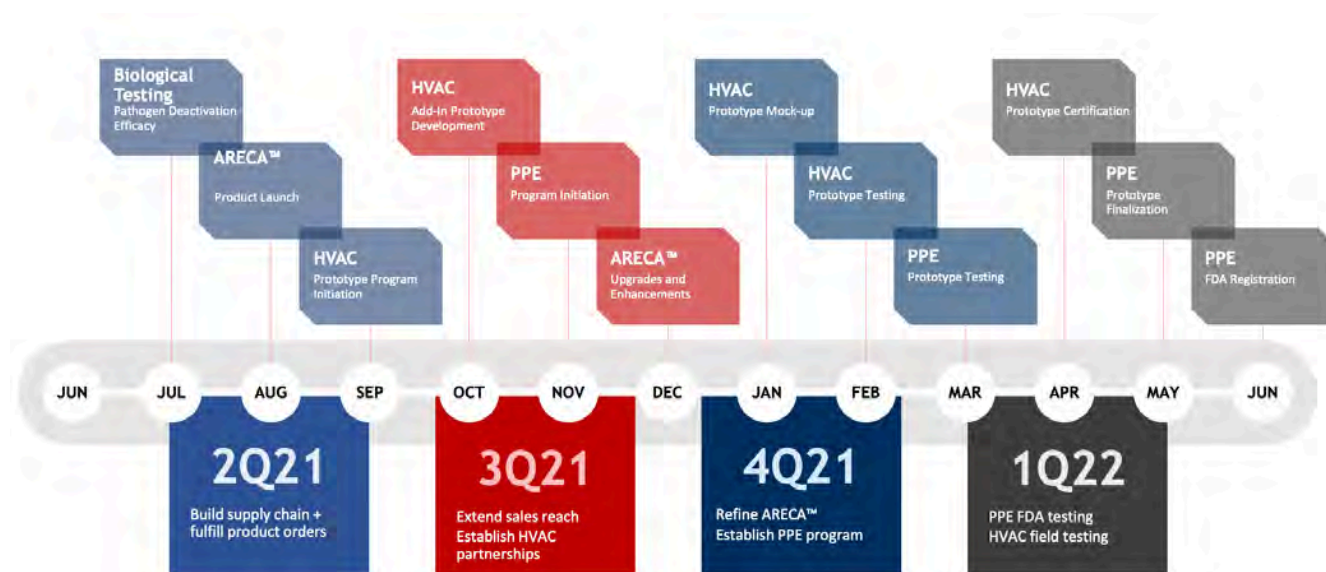 Biological
Testing
Pathogen Deactivation
Efficacy
ARECA™
Product Launch
HVAC
Prototype Program
Initiation
HVAC
Add-In Prototype
Development
PPE
Program Initiation
ARECA™
Upgrades and
Enhancements
HVAC
Prototype Mock-up
HVAC
Prototype Testing
PPE
Prototype Testing
HVAC
Prototype Certification
PPE
Prototype
Finalization
PPE
FDA Registration
JUN
JUL
AUG
SEP
OCT
NOV
DEC
JAN
FEB
MAR
APR
MAY
JUN
2Q21
Build supply chain +
fulfill product orders
3Q21
Extend sales reach
Establish HVAC
partnerships
4Q21
Refine ARECA™
Establish PPE program
1Q22
PPE FDA testing
HVAC field testing